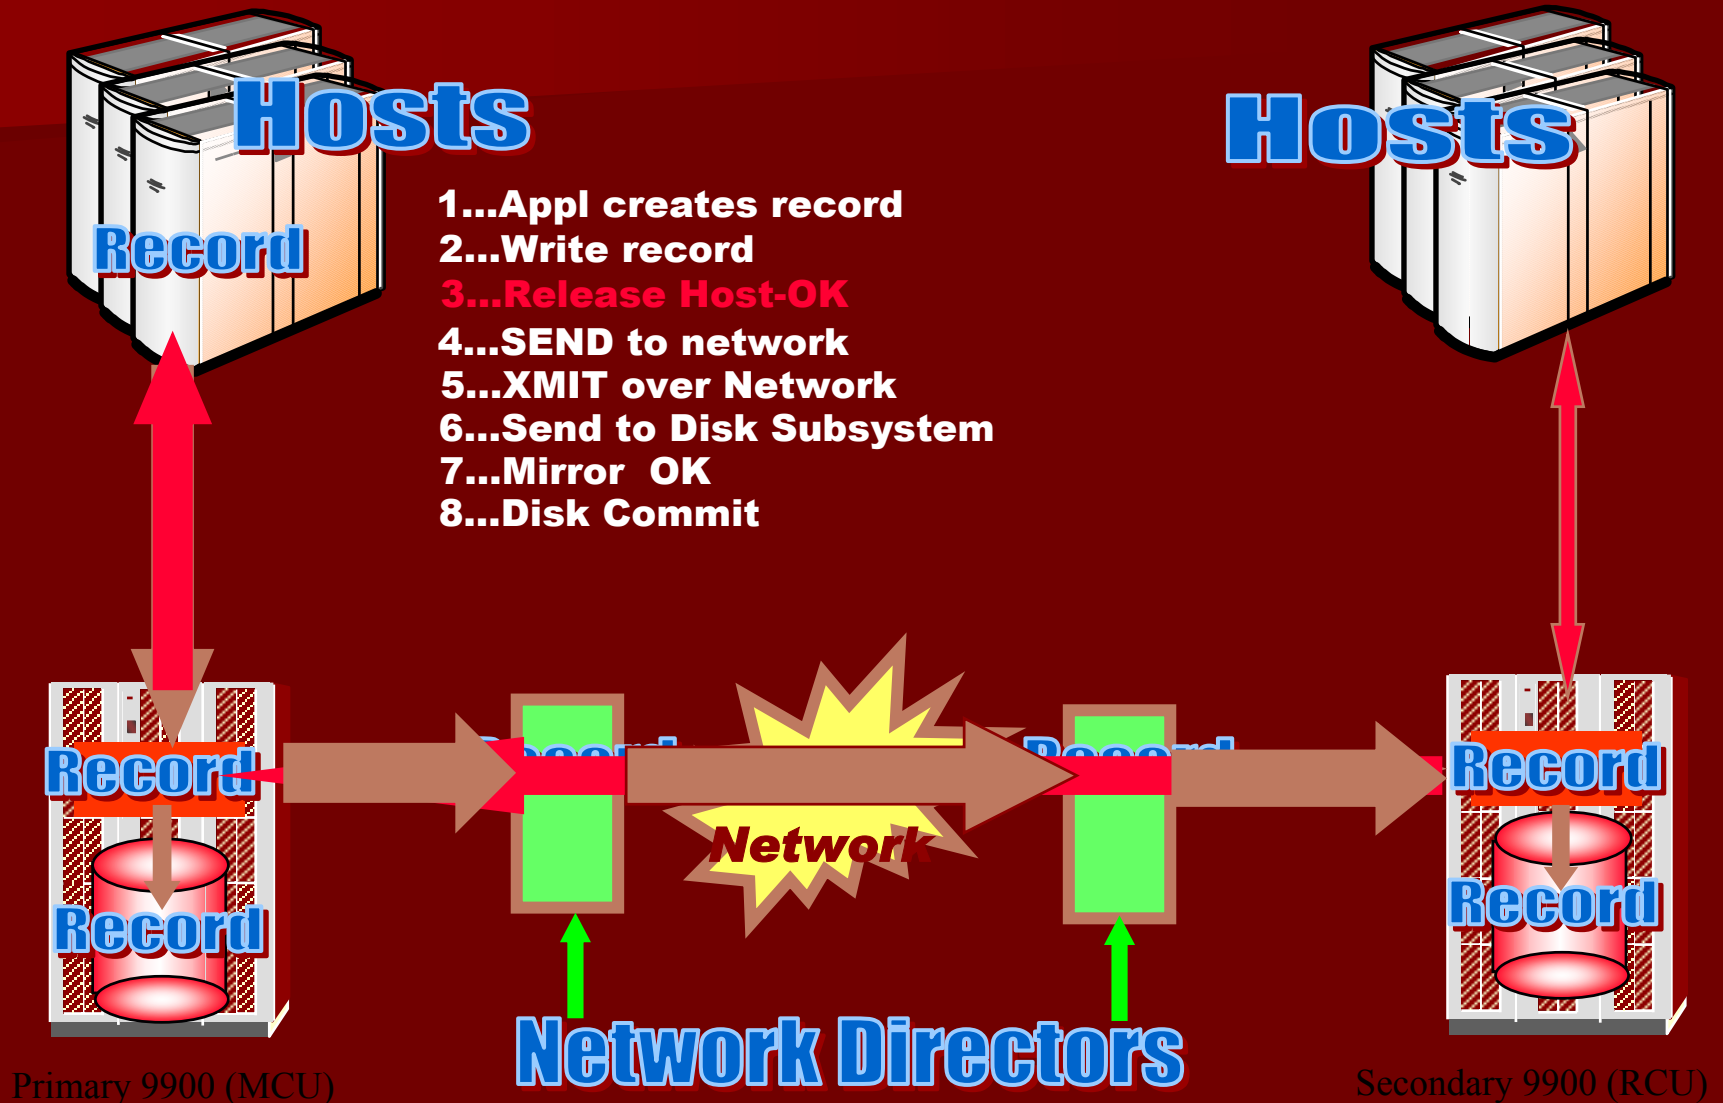 Hosts
Hosts
1...Appl creates record
2...Write record
3...Release Host-OK
4...SEND to network
5...XMIT over Network
6...Send to Disk Subsystem
7...Mirror  OK
8...Disk Commit
Record
Record
Record
Record
Record
Network
Record
Record
Network Directors
Primary 9900 (MCU)
Secondary 9900 (RCU)